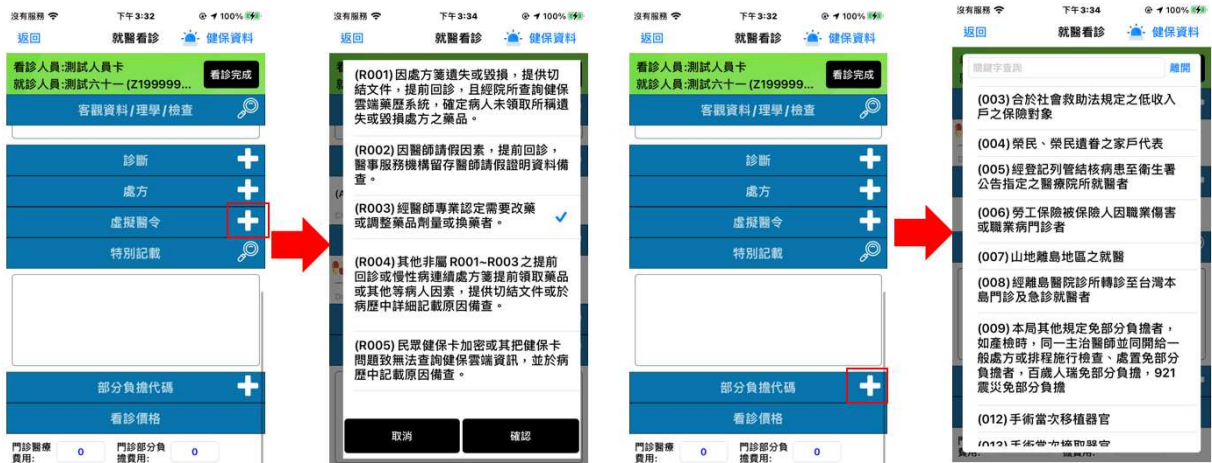 沒有服務 下午3:32 100%
返回 就醫看診 健保資料
看診人員:測試人員卡
就診人員:測試六十一(Z199999...
看診完成
客觀資料/理學/檢查
診斷
處方
虛擬醫令
特別記載
部分負擔代碼
看診價格
門診醫療費用: 0 門診部分負擔費用: 0
沒有服務 下午3:34 100%
返回 就醫看診 健保資料
(R001)因處方箋遺失或毀損，提供切
結文件，提前回診，且經院所查詢健保
雲端藥歷系統，確定病人未領取所稱遺
失或毀損處方之藥品。
(R002)因醫師請假因素，提前回診，
醫事服務機構留存醫師請假證明資料備
查。
(R003)經醫師專業認定需要改藥
或調整藥品劑量或換藥者。
(R004)其他非屬R001~R003之提前
回診或慢性病連續處方箋提前領取藥品
或其他等病人因素，提供切結文件或於
病歷中詳細記載原因備查。
(R005)民眾健保卡加密或其把健保卡
問題致無法查詢健保雲端資訊，並於病
歷中記載原因備查。
取消 確認
沒有服務 下午3:32 100%
返回 就醫看診 健保資料
看診人員:測試人員卡
就診人員:測試六十一(Z199999...
看診完成
客觀資料/理學/檢查
診斷
處方
虛擬醫令
特別記載
部分負擔代碼
看診價格
門診醫療費用: 0 門診部分負擔費用: 0
沒有服務 下午3:34 100%
返回 就醫看診 健保資料
關鍵字查詢 離開
(003)合於社會救助法規定之低收入
戶之保險對象
(004)榮民、榮民遺眷之家戶代表
(005)經登記列管結核病患至衛生署
公告指定之醫療院所就醫者
(006)勞工保險被保險人因職業傷害
或職業病門診者
(007)山地離島地區之就醫
(008)經離島醫院診所轉診至台灣本
島門診及急診就醫者
(009)本局其他規定免部分負擔者，
如產檢時，同一主治醫師並同開給一
般處方或排程施行檢查、處置免部分
負擔者，百歲人瑞免部分負擔，921
震災免部分負擔
(012)手術當次移植器官
(013)手術當次摘取器官